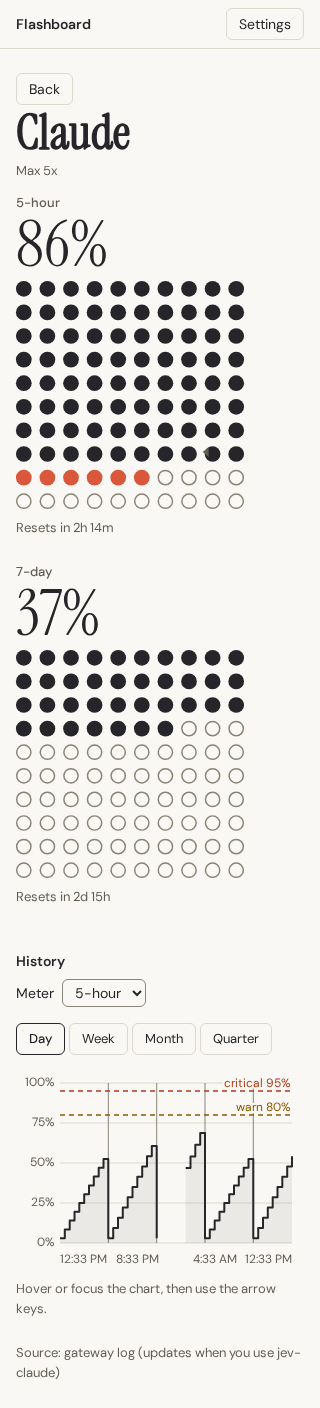 Flashboard
Settings
Back
Claude
Max 5x
5-hour
86%
Resets in 2h 14m
7-day
37%
Resets in 2d 15h
History
Meter 5-hour
Day Week Month Quarter
100%
critical 95%
warn 80%
75%
50%
25%
0%
12:33 PM 8:33 PM 4:33 AM 12:33 PM
Hover or focus the chart, then use the arrow
keys.
Source: gateway log (updates when you use jev-
claude)